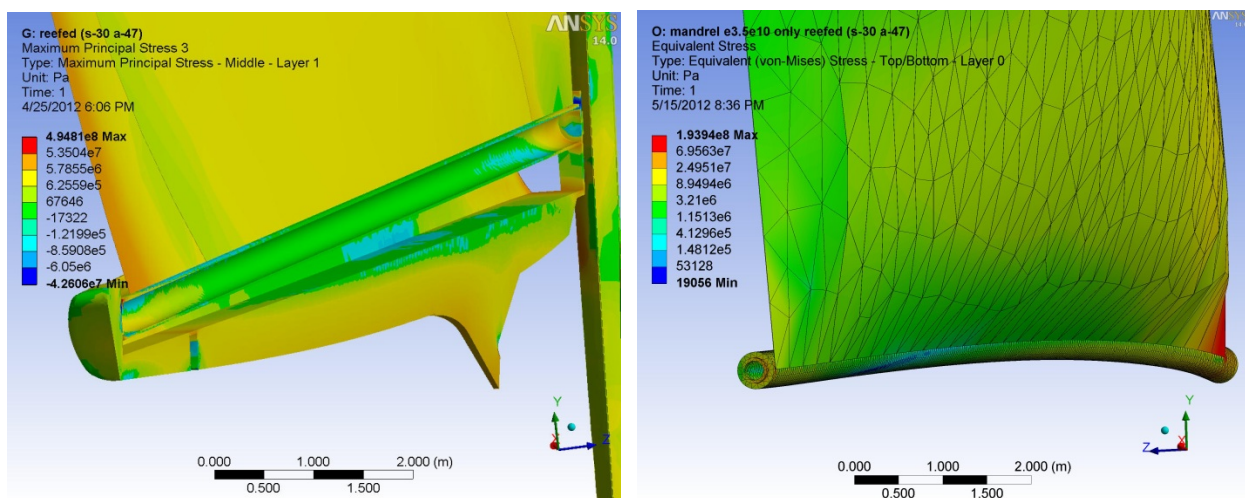 ANSYS
14.0
G: reefed (s-30 a-47)
Maximum Principal Stress 3
Type: Maximum Principal Stress - Middle - Layer 1
Unit: Pa
Time: 1
4/25/2012 6:06 PM
4.9481e8 Max
5.3504e7
5.7855e6
6.2559e5
67646
-17322
-1.2199e5
-8.5908e5
-6.05e6
-4.2606e7 Min
Y
X
Z
0.000
1.000
2.000 (m)
0.500
1.500
ANSYS
14.0
O: mandrel e3.5e10 only reefed (s-30 a-47)
Equivalent Stress
Type: Equivalent (von-Mises) Stress - Top/Bottom - Layer 0
Unit: Pa
Time: 1
5/15/2012 8:36 PM
1.9394e8 Max
6.9563e7
2.4951e7
8.9494e6
3.21e6
1.1513e6
4.1296e5
1.4812e5
53128
19056 Min
Y
Z
X
0.000
1.000
2.000 (m)
0.500
1.500